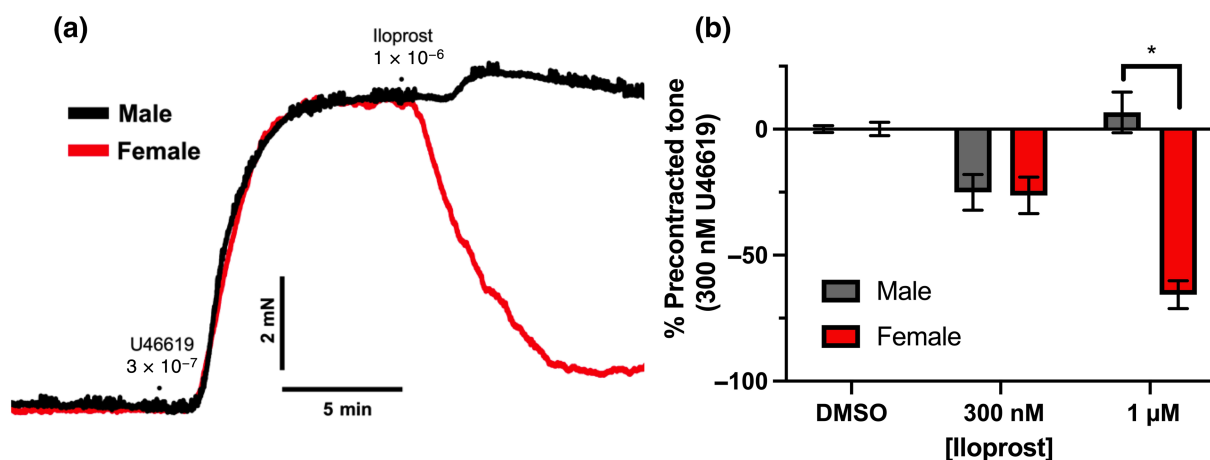 (a)
Iloprost
1 × 10⁻⁶
Male
Female
U46619
3 × 10⁻⁷
2 mN
5 min
(b)
*
% Precontracted tone
(300 nM U46619)
0
−50
−100
Male
Female
DMSO 300 nM 1 µM
[Iloprost]